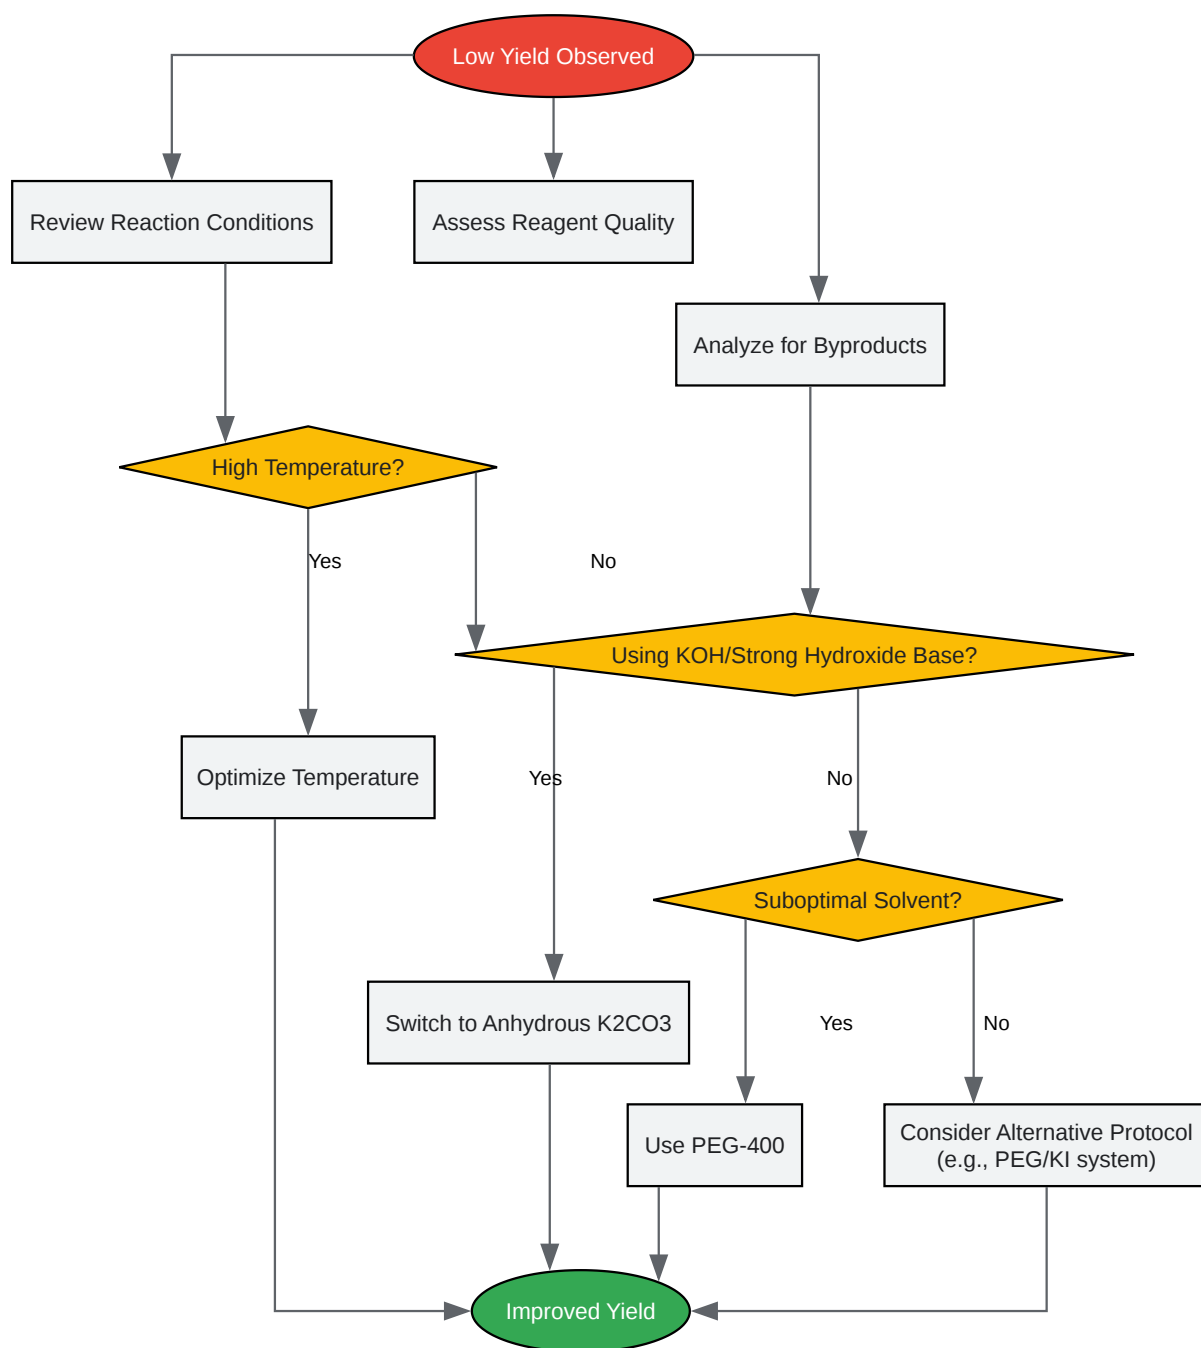 Low Yield Observed
Review Reaction Conditions
Assess Reagent Quality
Analyze for Byproducts
High Temperature?
Yes
No
Using KOH/Strong Hydroxide Base?
Optimize Temperature
Yes
No
Suboptimal Solvent?
Switch to Anhydrous K2CO3
Yes
No
Use PEG-400
Consider Alternative Protocol
(e.g., PEG/KI system)
Improved Yield